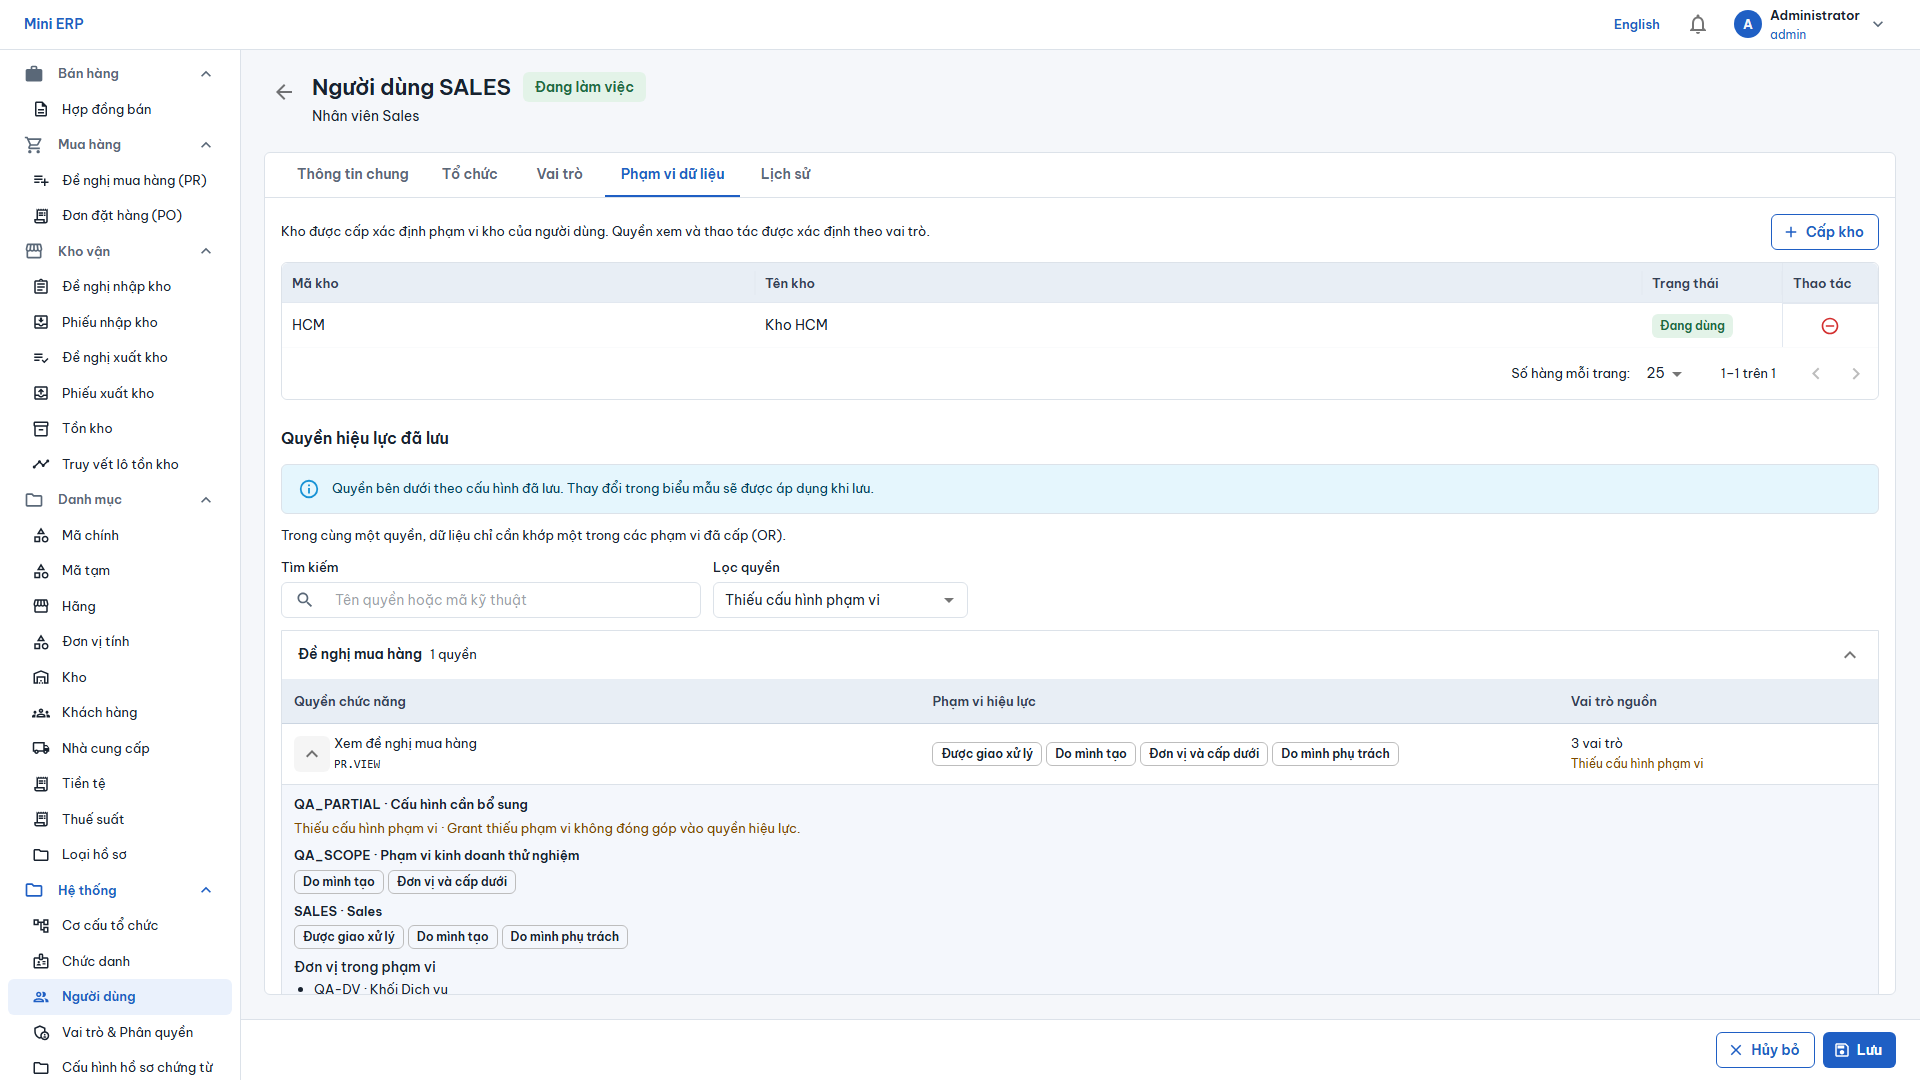 Mini ERP
English
A
Administrator
admin
Bán hàng
Hợp đồng bán
Mua hàng
Đề nghị mua hàng (PR)
Đơn đặt hàng (PO)
Kho vận
Đề nghị nhập kho
Phiếu nhập kho
Đề nghị xuất kho
Phiếu xuất kho
Tồn kho
Truy vết lô tồn kho
Danh mục
Mã chính
Mã tạm
Hãng
Đơn vị tính
Kho
Khách hàng
Nhà cung cấp
Tiền tệ
Thuế suất
Loại hồ sơ
Hệ thống
Cơ cấu tổ chức
Chức danh
Người dùng
Vai trò & Phân quyền
Cấu hình hồ sơ chứng từ
Người dùng SALES
Đang làm việc
Nhân viên Sales
Thông tin chung
Tổ chức
Vai trò
Phạm vi dữ liệu
Lịch sử
Kho được cấp xác định phạm vi kho của người dùng. Quyền xem và thao tác được xác định theo vai trò.
Cấp kho
Mã kho
Tên kho
Trạng thái
Thao tác
HCM
Kho HCM
Đang dùng
Số hàng mỗi trang:
25
1–1 trên 1
Quyền hiệu lực đã lưu
Quyền bên dưới theo cấu hình đã lưu. Thay đổi trong biểu mẫu sẽ được áp dụng khi lưu.
Trong cùng một quyền, dữ liệu chỉ cần khớp một trong các phạm vi đã cấp (OR).
Tìm kiếm
Lọc quyền
Tên quyền hoặc mã kỹ thuật
Thiếu cấu hình phạm vi
Đề nghị mua hàng 1 quyền
Quyền chức năng
Phạm vi hiệu lực
Vai trò nguồn
Xem đề nghị mua hàng
PR.VIEW
Được giao xử lý
Do mình tạo
Đơn vị và cấp dưới
Do mình phụ trách
3 vai trò
Thiếu cấu hình phạm vi
QA_PARTIAL · Cấu hình cần bổ sung
Thiếu cấu hình phạm vi · Grant thiếu phạm vi không đóng góp vào quyền hiệu lực.
QA_SCOPE · Phạm vi kinh doanh thử nghiệm
Do mình tạo
Đơn vị và cấp dưới
SALES · Sales
Được giao xử lý
Do mình tạo
Do mình phụ trách
Đơn vị trong phạm vi
QA-DV · Khối Dịch vụ
Hủy bỏ
Lưu